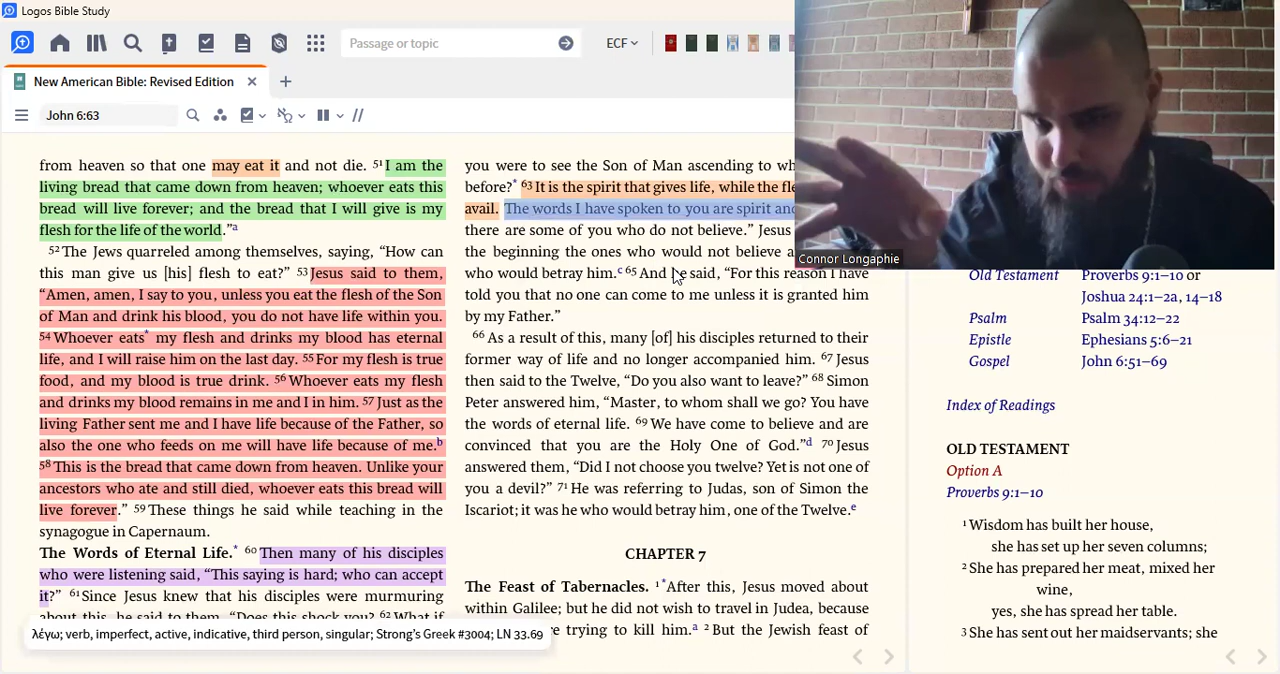 Logos Bible Study
Passage or topic
ECF
New American Bible: Revised Edition
John 6:63
from heaven so that one may eat it and not die. 51 I am the
living bread that came down from heaven; whoever eats this
bread will live forever; and the bread that I will give is my
flesh for the life of the world.”a
52 The Jews quarreled among themselves, saying, “How can
this man give us [his] flesh to eat?” 53 Jesus said to them,
“Amen, amen, I say to you, unless you eat the flesh of the Son
of Man and drink his blood, you do not have life within you.
54 Whoever eats* my flesh and drinks my blood has eternal
life, and I will raise him on the last day. 55 For my flesh is true
food, and my blood is true drink. 56 Whoever eats my flesh
and drinks my blood remains in me and I in him. 57 Just as the
living Father sent me and I have life because of the Father, so
also the one who feeds on me will have life because of me.b
58 This is the bread that came down from heaven. Unlike your
ancestors who ate and still died, whoever eats this bread will
live forever.” 59 These things he said while teaching in the
synagogue in Capernaum.
The Words of Eternal Life.* 60 Then many of his disciples
who were listening said, “This saying is hard; who can accept
it?” 61 Since Jesus knew that his disciples were murmuring
about this, he said to them, “Does this shock you? 62 What if
λέγω; verb, imperfect, active, indicative, third person, singular; Strong’s Greek #3004; LN 33.69
you were to see the Son of Man ascending to
before?* 63 It is the spirit that gives life, while the
avail. The words I have spoken to you are spirit
there are some of you who do not believe.” Jesus
the beginning the ones who would not believe
who would betray him.c 65 And he said, “For this reason I have
told you that no one can come to me unless it is granted him
by my Father.”
66 As a result of this, many [of] his disciples returned to their
former way of life and no longer accompanied him. 67 Jesus
then said to the Twelve, “Do you also want to leave?” 68 Simon
Peter answered him, “Master, to whom shall we go? You have
the words of eternal life. 69 We have come to believe and are
convinced that you are the Holy One of God.”d 70 Jesus
answered them, “Did I not choose you twelve? Yet is not one of
you a devil?” 71 He was referring to Judas, son of Simon the
Iscariot; it was he who would betray him, one of the Twelve.e
CHAPTER 7
The Feast of Tabernacles. 1 * After this, Jesus moved about
within Galilee; but he did not wish to travel in Judea, because
trying to kill him.a 2 But the Jewish feast of
Connor Longaphie
Old Testament Proverbs 9:1–10 or
Joshua 24:1–2a, 14–18
Psalm Psalm 34:12–22
Epistle Ephesians 5:6–21
Gospel John 6:51–69
Index of Readings
OLD TESTAMENT
Option A
Proverbs 9:1–10
1 Wisdom has built her house,
she has set up her seven columns;
2 She has prepared her meat, mixed her
wine,
yes, she has spread her table.
3 She has sent out her maidservants; she